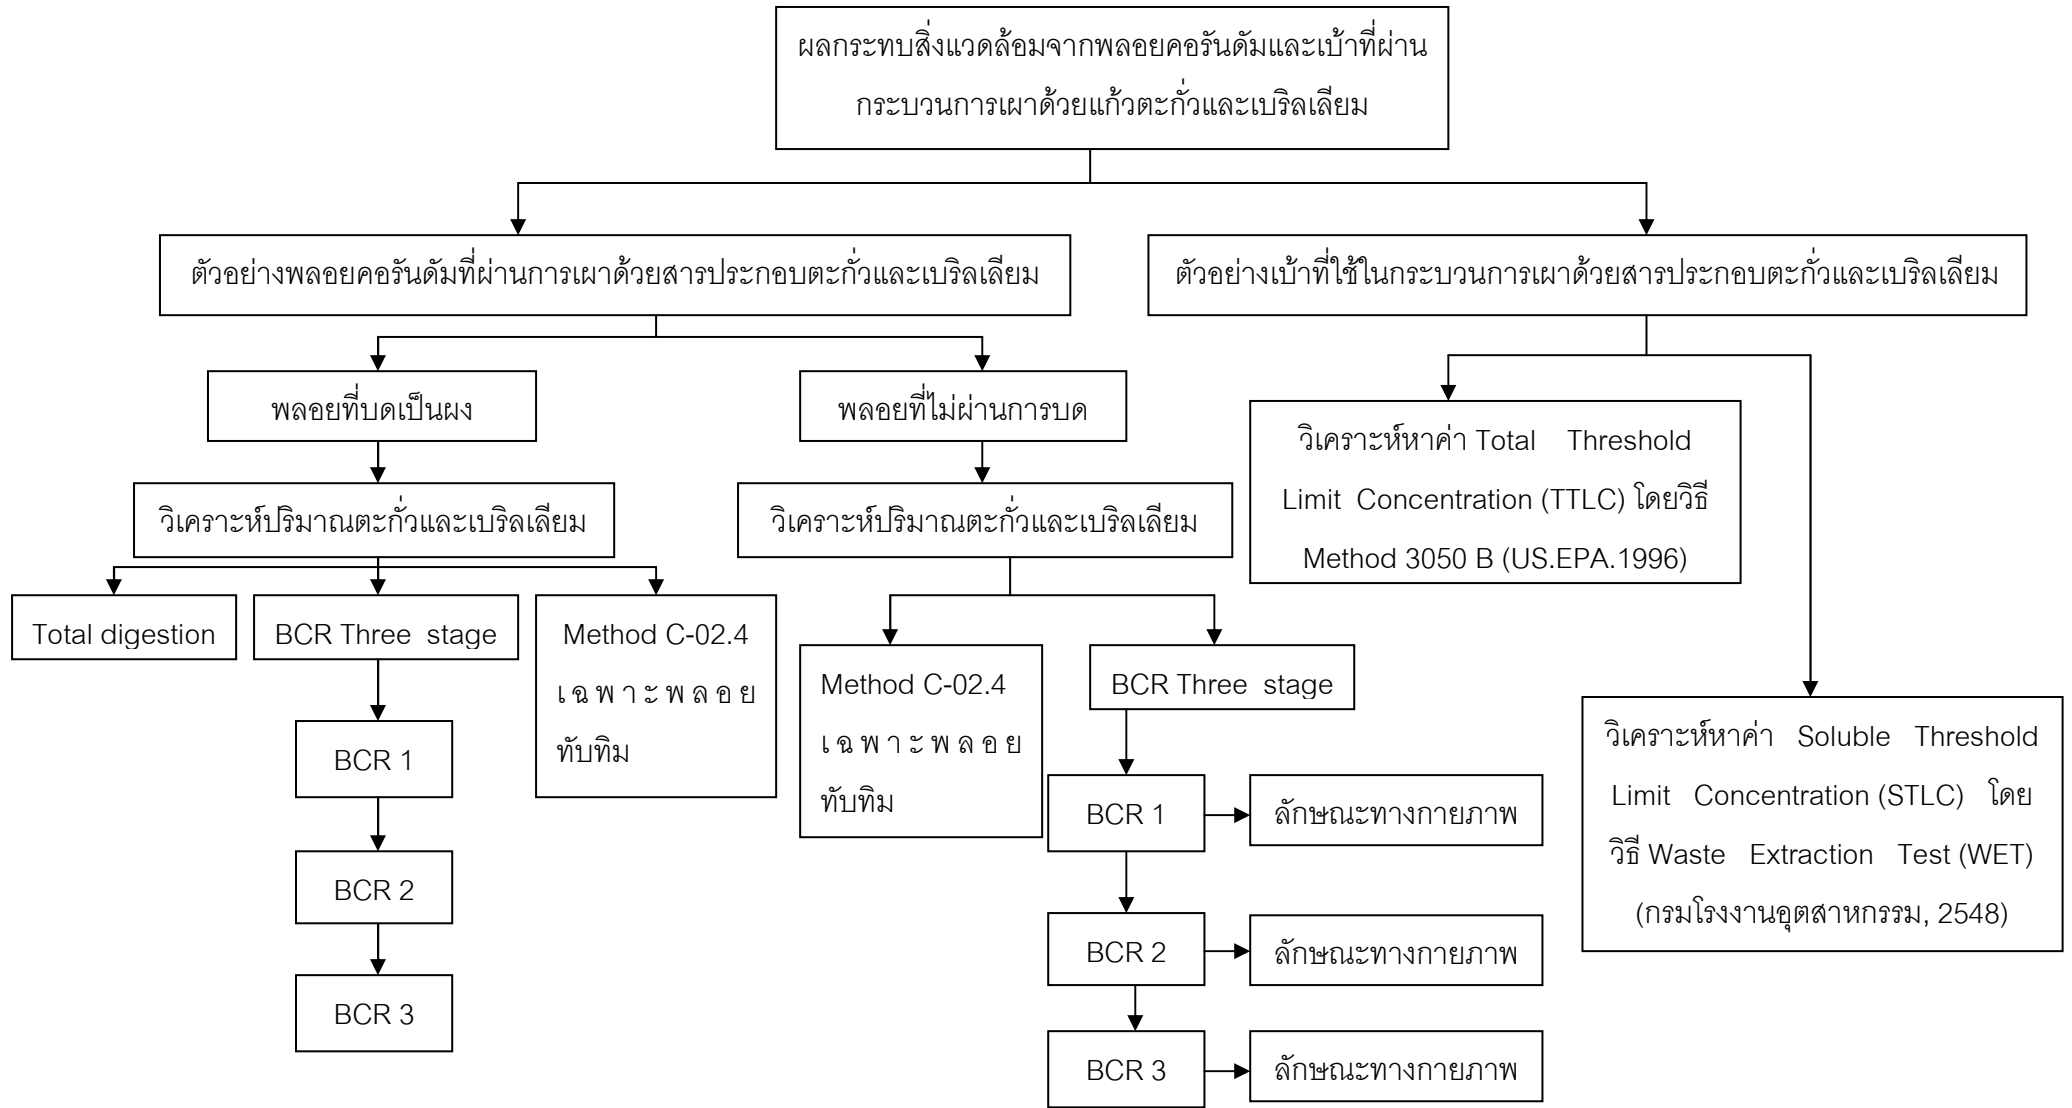 ผลกระทบสิ่งแวดล้อมจากพลอยคอรันดัมและเบ้าที่ผ่าน
กระบวนการเผาด้วยแก้วตะกั่วและเบริลเลียม
ตัวอย่างพลอยคอรันดัมที่ผ่านการเผาด้วยสารประกอบตะกั่วและเบริลเลียม
ตัวอย่างเบ้าที่ใช้ในกระบวนการเผาด้วยสารประกอบตะกั่วและเบริลเลียม
พลอยที่บดเป็นผง
พลอยที่ไม่ผ่านการบด
วิเคราะห์หาค่า Total Threshold
Limit Concentration (TTLC) โดยวิธี
Method 3050 B (US.EPA.1996)
วิเคราะห์ปริมาณตะกั่วและเบริลเลียม
วิเคราะห์ปริมาณตะกั่วและเบริลเลียม
Total digestion
BCR Three stage
Method C-02.4
เฉพาะพลอย
ทับทิม
Method C-02.4
เฉพาะพลอย
ทับทิม
BCR Three stage
วิเคราะห์หาค่า Soluble Threshold
Limit Concentration (STLC) โดย
วิธี Waste Extraction Test (WET)
(กรมโรงงานอุตสาหกรรม, 2548)
BCR 1
BCR 2
BCR 3
BCR 1
ลักษณะทางกายภาพ
BCR 2
ลักษณะทางกายภาพ
BCR 3
ลักษณะทางกายภาพ